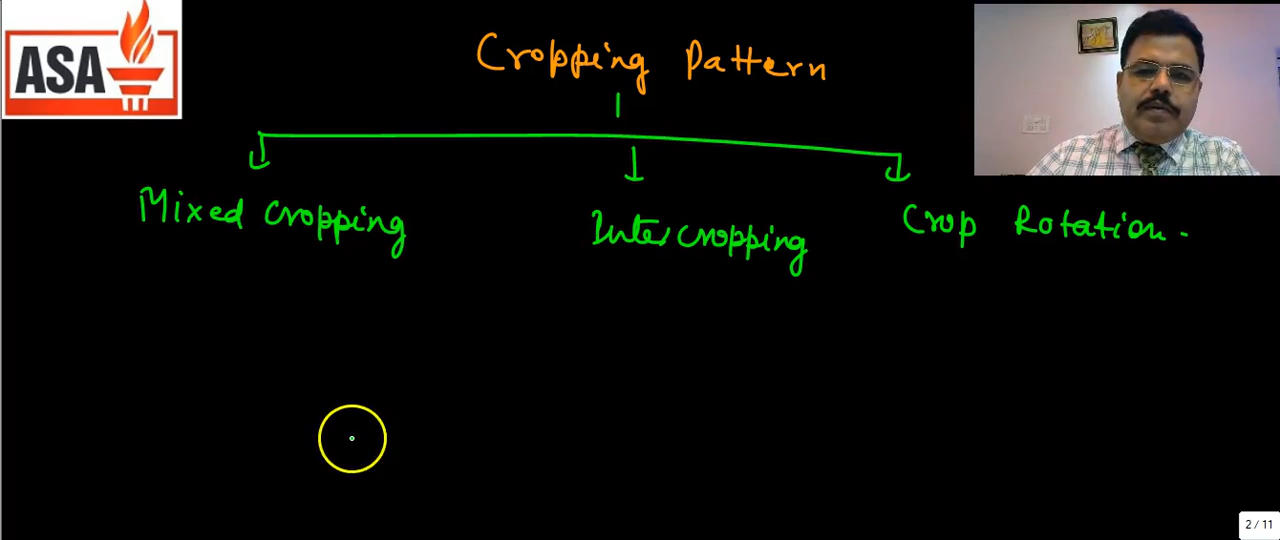 ASA
Cropping Pattern
Mixed Cropping
Intercropping
Crop Rotation.
2 / 11